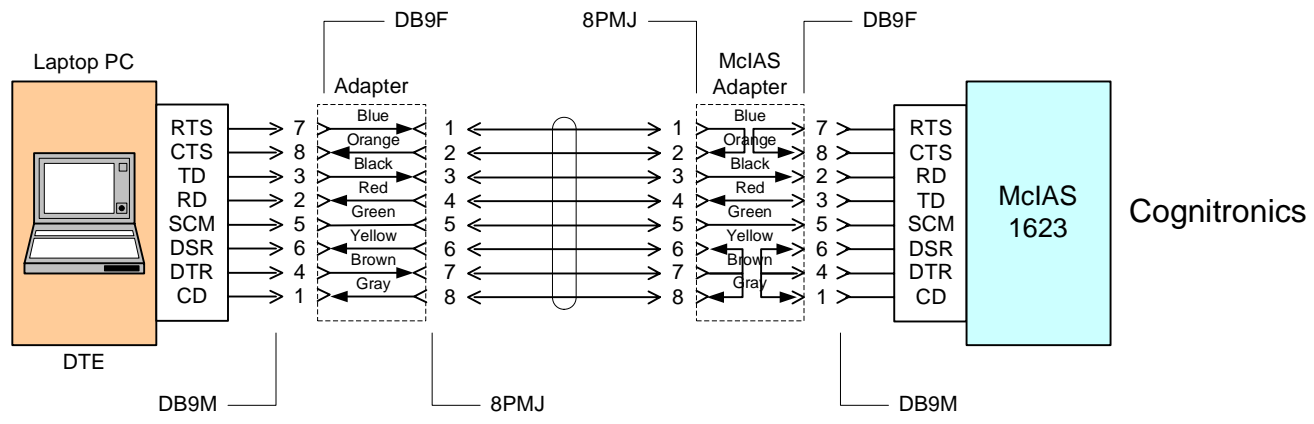 DB9F 8PMJ DB9F
Laptop PC McIAS
Adapter Adapter
RTS 7 Blue 1 1 Blue 7 RTS
CTS 8 Orange 2 2 Orange 8 CTS
TD 3 Black 3 3 Black 2 RD
RD 2 Red 4 4 Red 3 TD
SCM 5 Green 5 5 Green 5 SCM
DSR 6 Yellow 6 6 Yellow 6 DSR
DTR 4 Brown 7 7 Brown 4 DTR
CD 1 Gray 8 8 Gray 1 CD
McIAS
1623
Cognitronics
DTE
DB9M 8PMJ DB9M